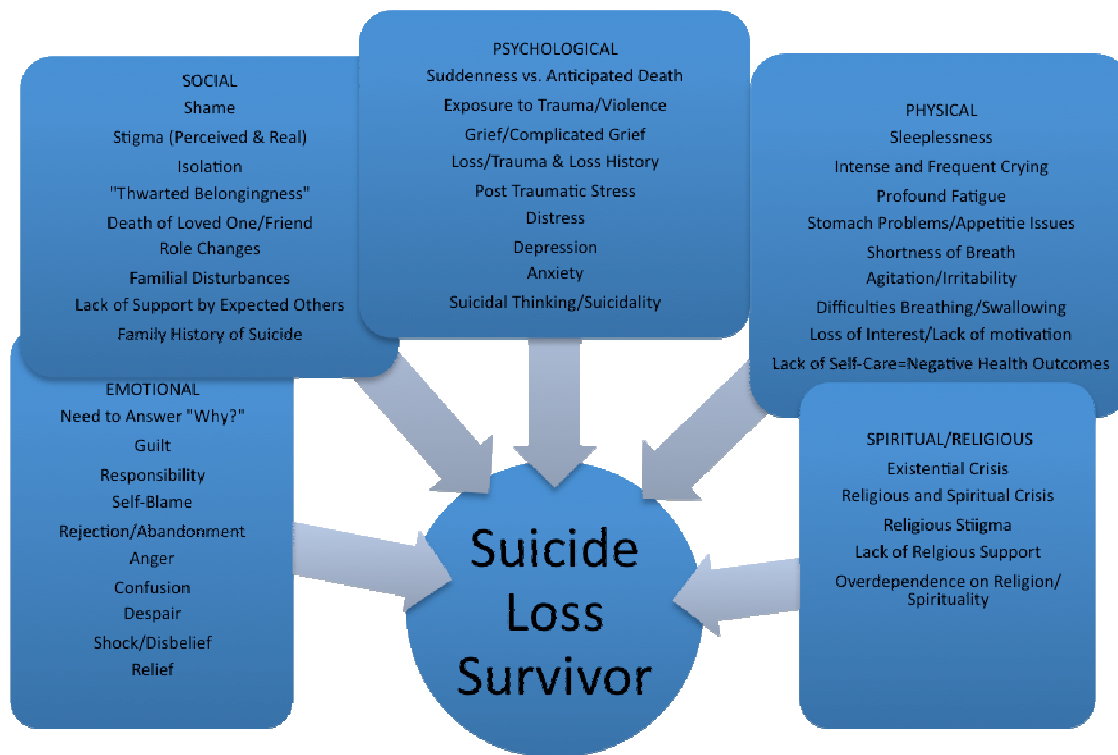 SOCIAL
Shame
Stigma (Perceived & Real)
Isolation
"Thwarted Belongingness"
Death of Loved One/Friend
Role Changes
Familial Disturbances
Lack of Support by Expected Others
Family History of Suicide
PSYCHOLOGICAL
Suddenness vs. Anticipated Death
Exposure to Trauma/Violence
Grief/Complicated Grief
Loss/Trauma & Loss History
Post Traumatic Stress
Distress
Depression
Anxiety
Suicidal Thinking/Suicidality
PHYSICAL
Sleeplessness
Intense and Frequent Crying
Profound Fatigue
Stomach Problems/Appetitie Issues
Shortness of Breath
Agitation/Irritability
Difficulties Breathing/Swallowing
Loss of Interest/Lack of motivation
Lack of Self-Care=Negative Health Outcomes
EMOTIONAL
Need to Answer "Why?"
Guilt
Responsibility
Self-Blame
Rejection/Abandonment
Anger
Confusion
Despair
Shock/Disbelief
Relief
SPIRITUAL/RELIGIOUS
Existential Crisis
Religious and Spiritual Crisis
Religious Stiigma
Lack of Relgious Support
Overdependence on Religion/
Spirituality
Suicide
Loss
Survivor